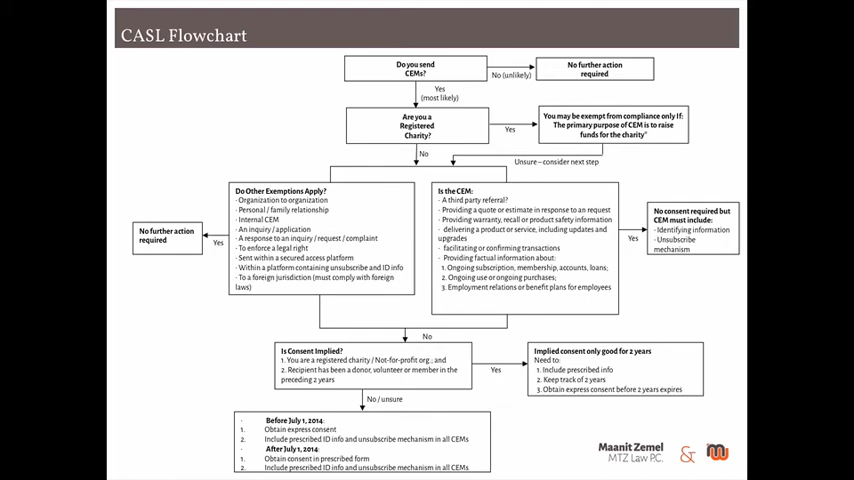 CASL Flowchart
Do you send
CEMs?
No (unlikely)
No further action
required
Yes
(most likely)
Are you a
Registered
Charity?
Yes
You may be exempt from compliance only If:
The primary purpose of CEM is to raise
funds for the charity"
No
Unsure – consider next step
Do Other Exemptions Apply?
· Organization to organization
· Personal / family relationship
· Internal CEM
· An inquiry / application
· A response to an inquiry / request / complaint
· To enforce a legal right
· Sent within a secured access platform
· Within a platform containing unsubscribe and ID info
· To a foreign jurisdiction (must comply with foreign
laws)
Yes
No further action
required
Is the CEM:
· A third party referral?
· Providing a quote or estimate in response to an request
· Providing warranty, recall or product safety information
· delivering a product or service, including updates and
upgrades
· facilitating or confirming transactions
· Providing factual information about:
1. Ongoing subscription, membership, accounts, loans;
2. Ongoing use or ongoing purchases;
3. Employment relations or benefit plans for employees
Yes
No consent required but
CEM must include:
· Identifying information
· Unsubscribe
mechanism
No
Is Consent Implied?
1. You are a registered charity / Not-for-profit org.; and
2. Recipient has been a donor, volunteer or member in the
preceding 2 years
Yes
Implied consent only good for 2 years
Need to:
1. Include prescribed info
2. Keep track of 2 years
3. Obtain express consent before 2 years expires
No / unsure
· Before July 1, 2014:
1. Obtain express consent
2. Include prescribed ID info and unsubscribe mechanism in all CEMs
· After July 1, 2014:
1. Obtain consent in prescribed form
2. Include prescribed ID info and unsubscribe mechanism in all CEMs
Maanit Zemel
MTZ Law P.C.
&